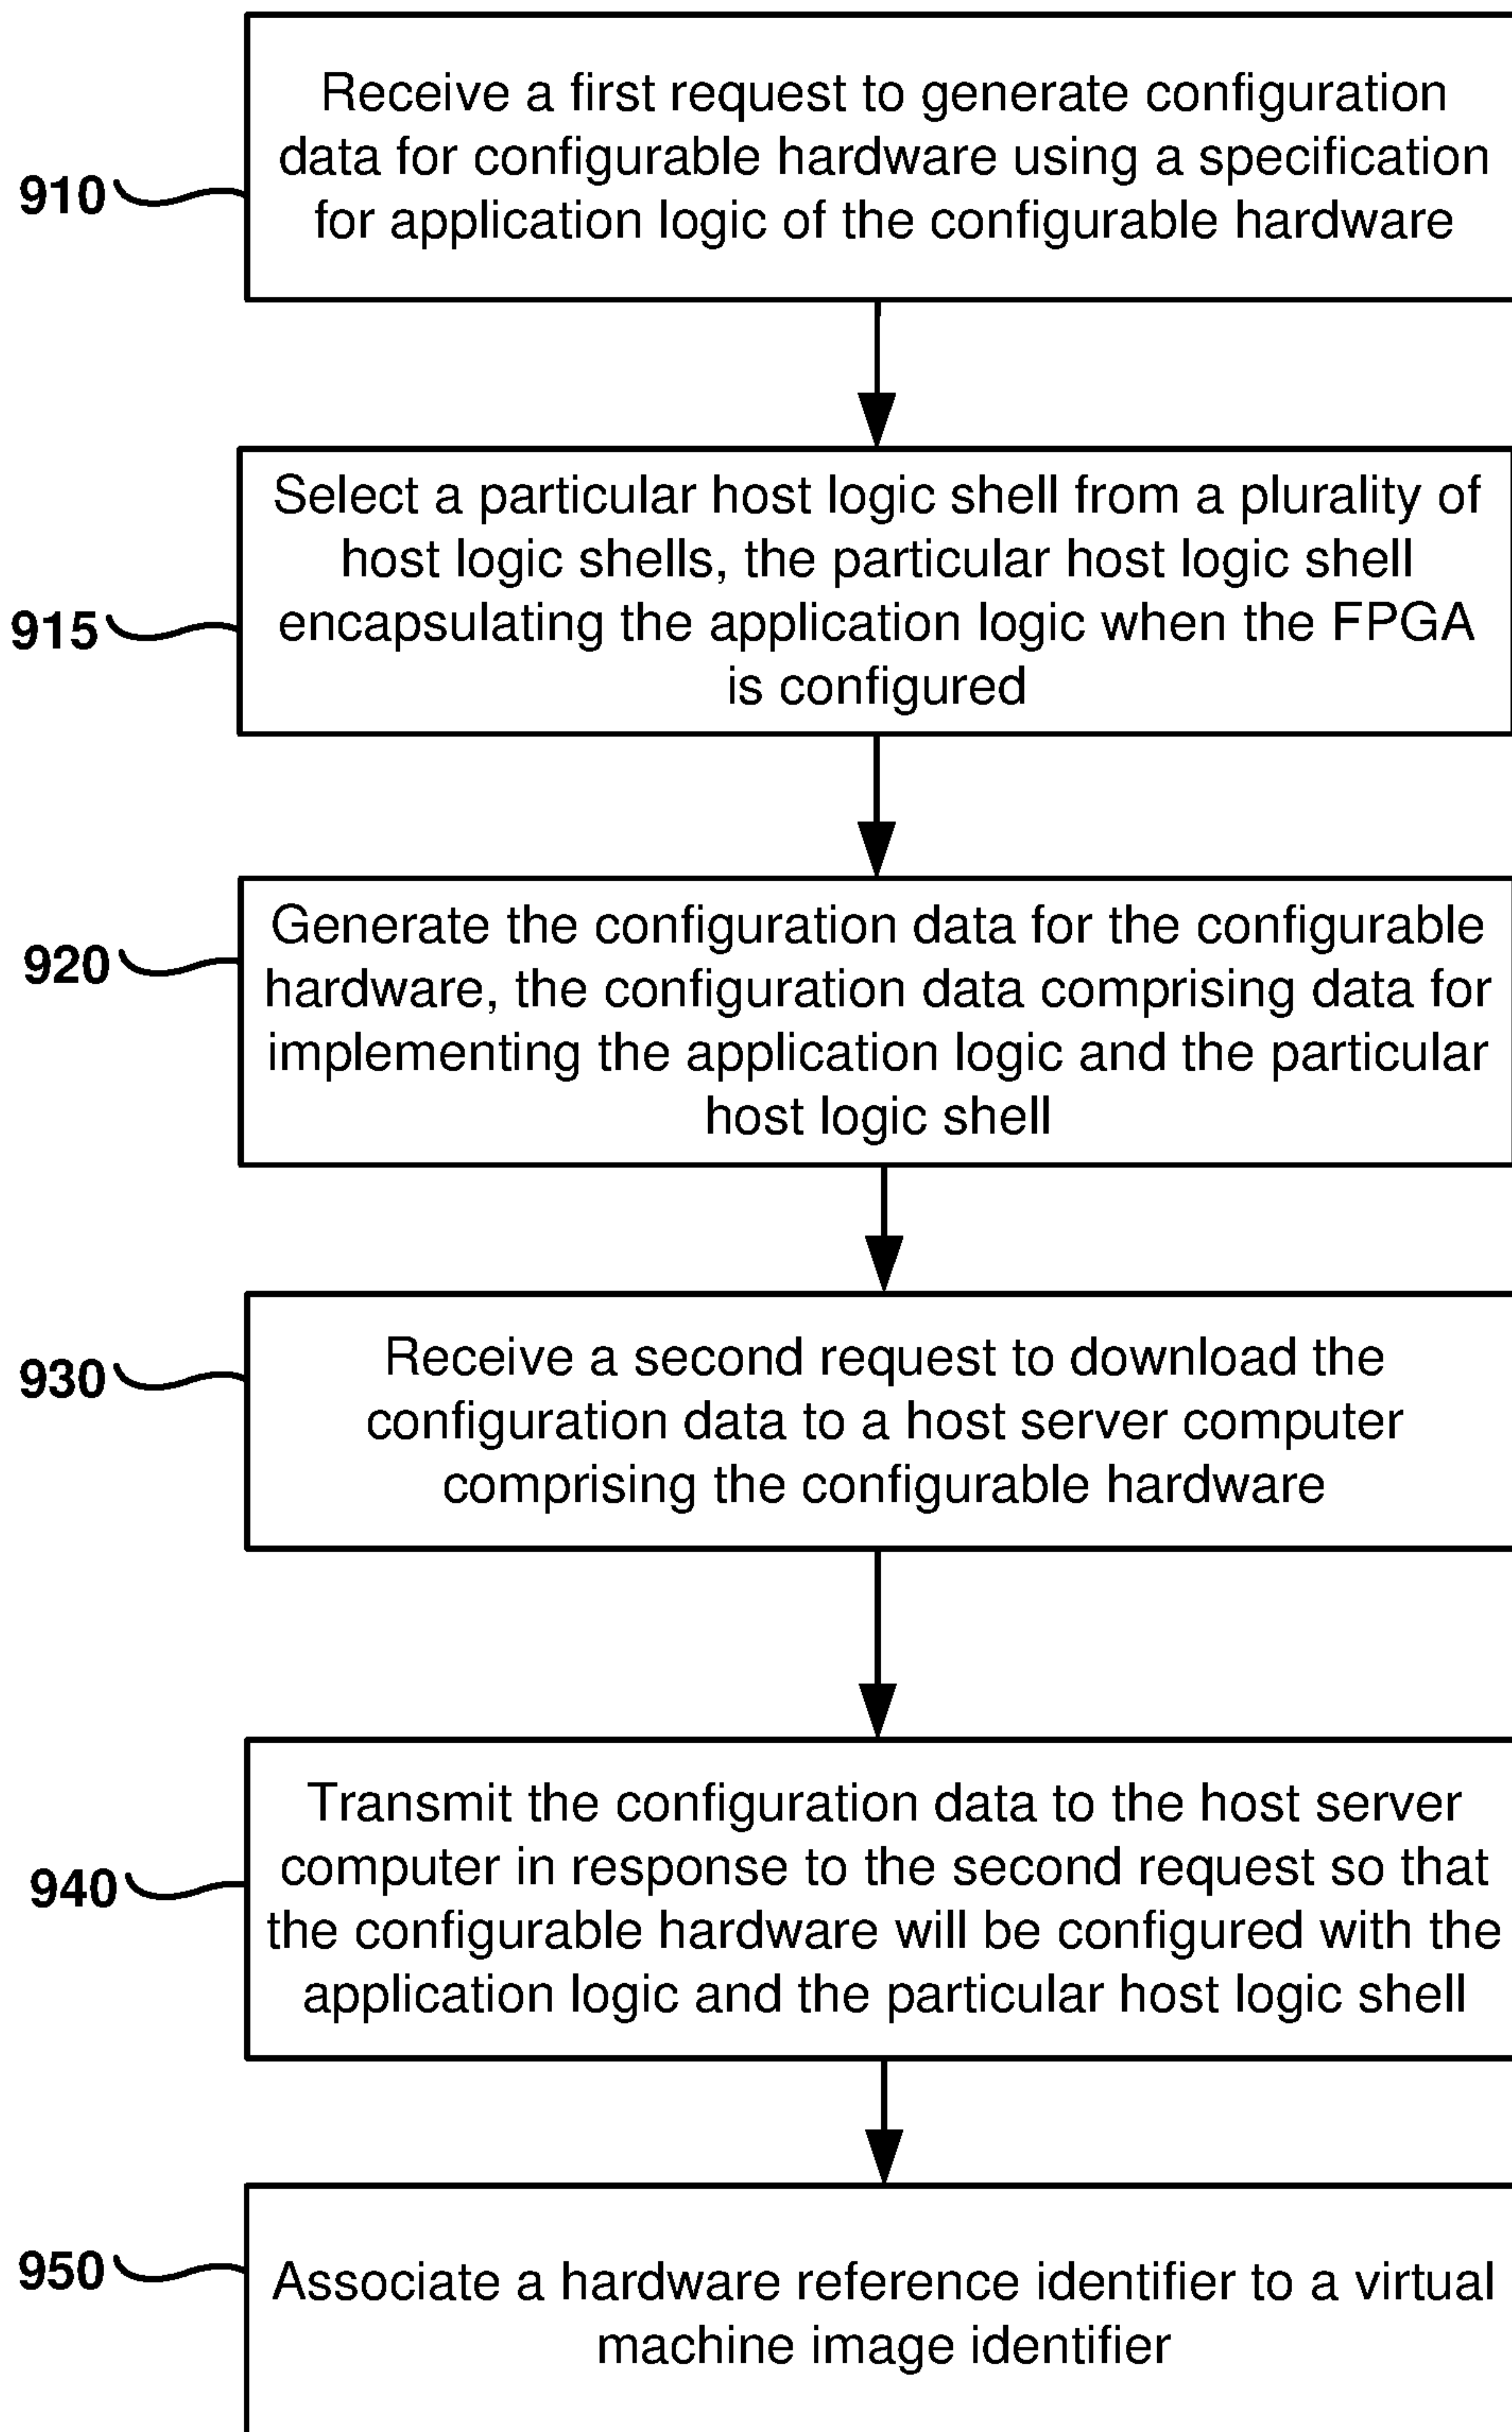 Receive a first request to generate configuration
data for configurable hardware using a specification
910
for application logic of the configurable hardware
Select a particular host logic shell from a plurality of
host logic shells, the particular host logic shell
915
encapsulating the application logic when the FPGA
is configured
Generate the configuration data for the configurable
920
hardware, the configuration data comprising data for
implementing the application logic and the particular
host logic shell
Receive a second request to download the
930
configuration data to a host server computer
comprising the configurable hardware
Transmit the configuration data to the host server
computer in response to the second request so that
940
the configurable hardware will be configured with the
application logic and the particular host logic shell
950
Associate a hardware reference identifier to a virtual
machine image identifier